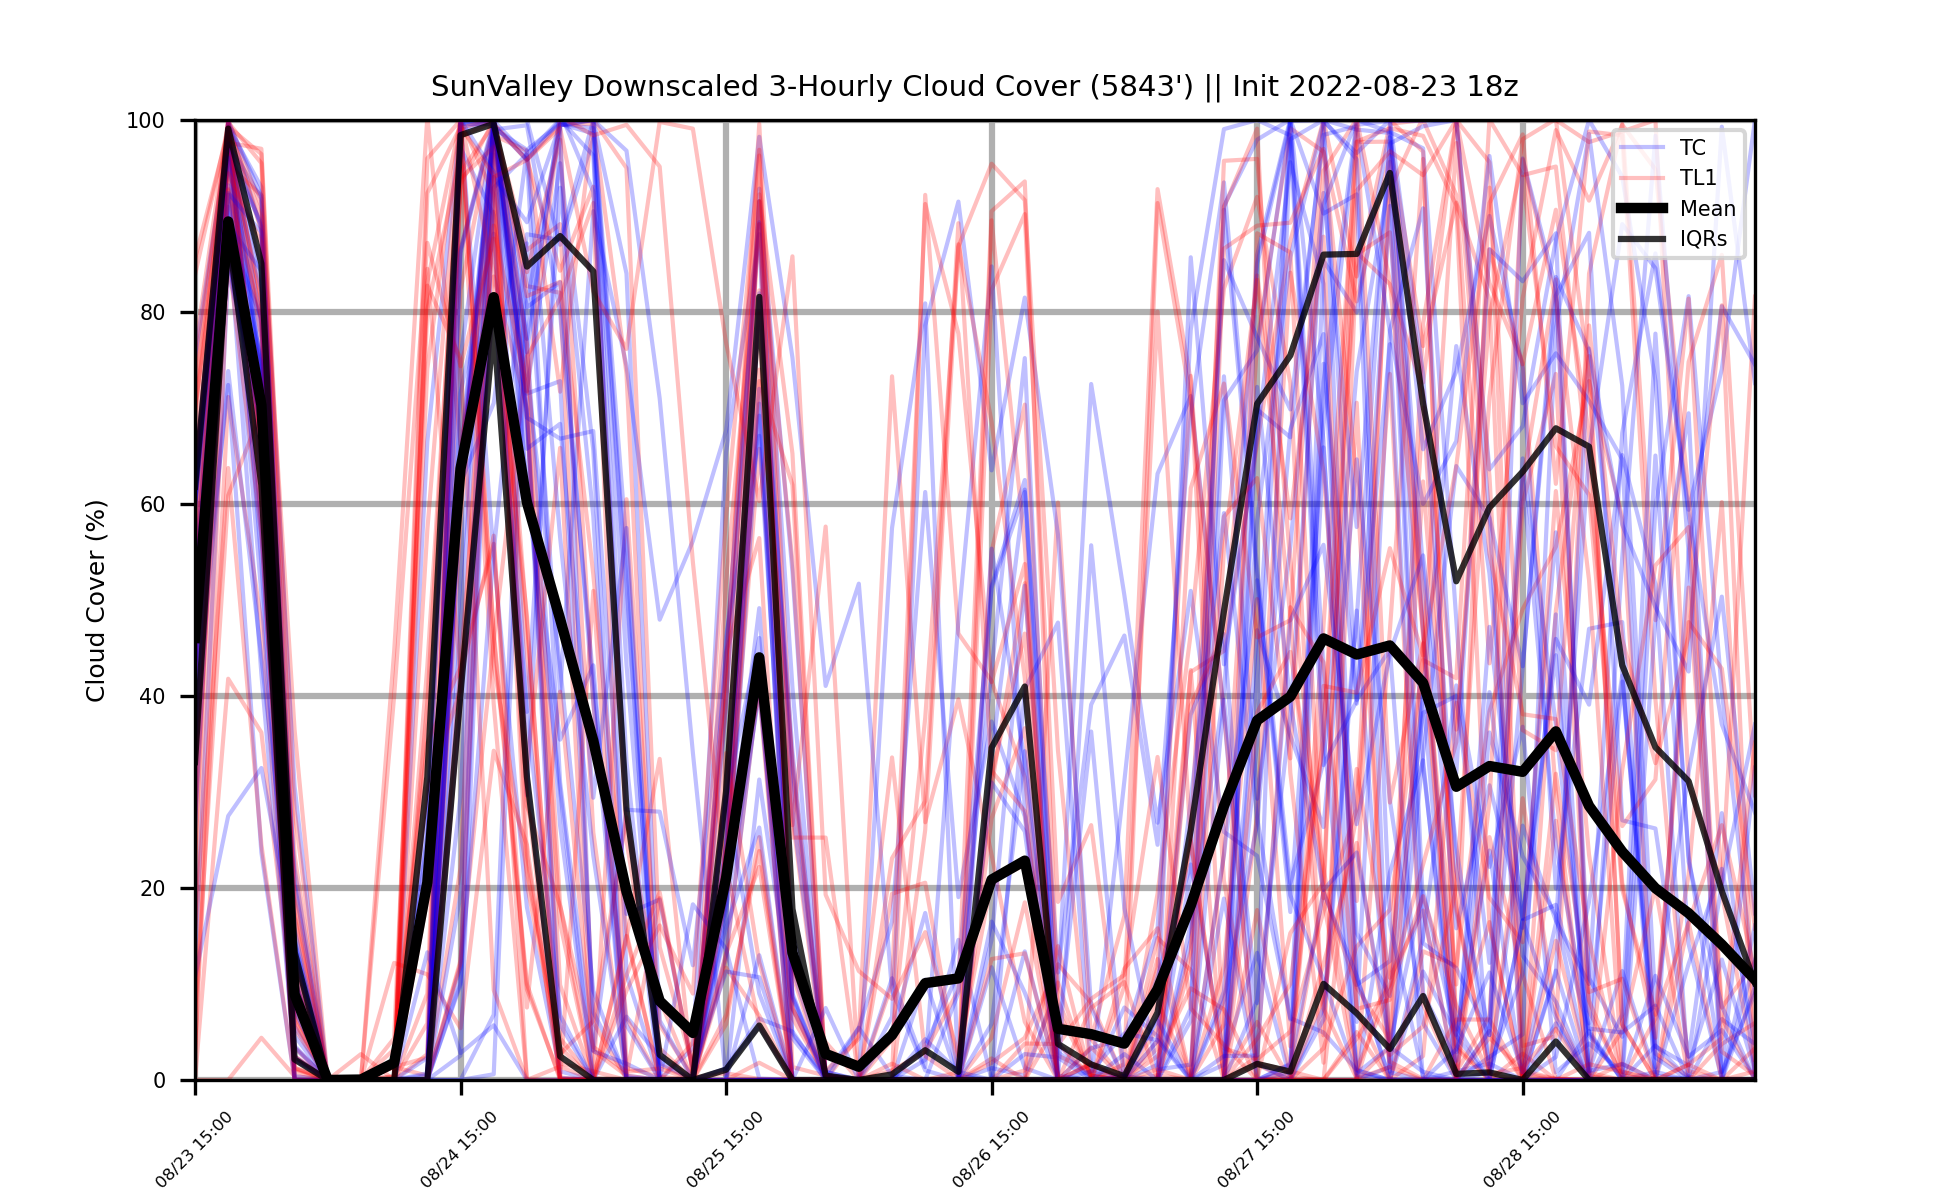 SunValley Downscaled 3-Hourly Cloud Cover (5843') || Init 2022-08-23 18z
100
80
60
40
20
0
Cloud Cover (%)
TC
TL1
Mean
IQRs
08/23 15:00
08/24 15:00
08/25 15:00
08/26 15:00
08/27 15:00
08/28 15:00